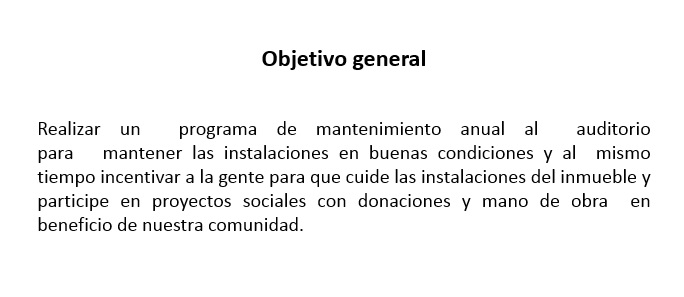 Objetivo general
Realizar un programa de mantenimiento anual al auditorio
para mantener las instalaciones en buenas condiciones y al mismo
tiempo incentivar a la gente para que cuide las instalaciones del inmueble y
participe en proyectos sociales con donaciones y mano de obra en
beneficio de nuestra comunidad.